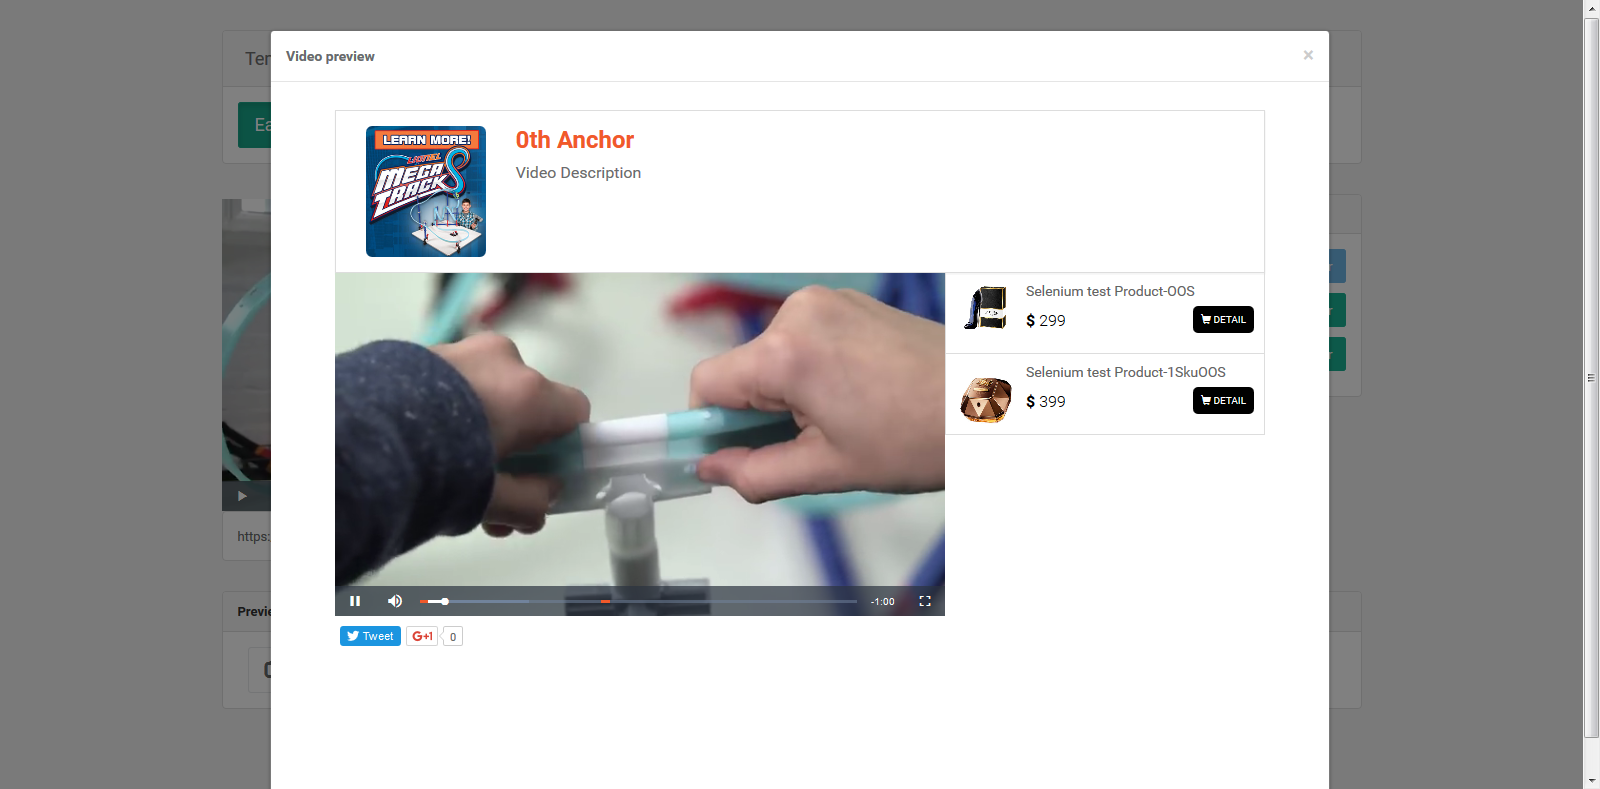 Ter
Video preview
×
Ea
LEARN MORE!
MEGA
TRACKS
0th Anchor
Video Description
Selenium test Product-OOS
$ 299
DETAIL
Selenium test Product-1SkuOOS
$ 399
DETAIL
https:
-1:00
Previe
Tweet
G+1
0